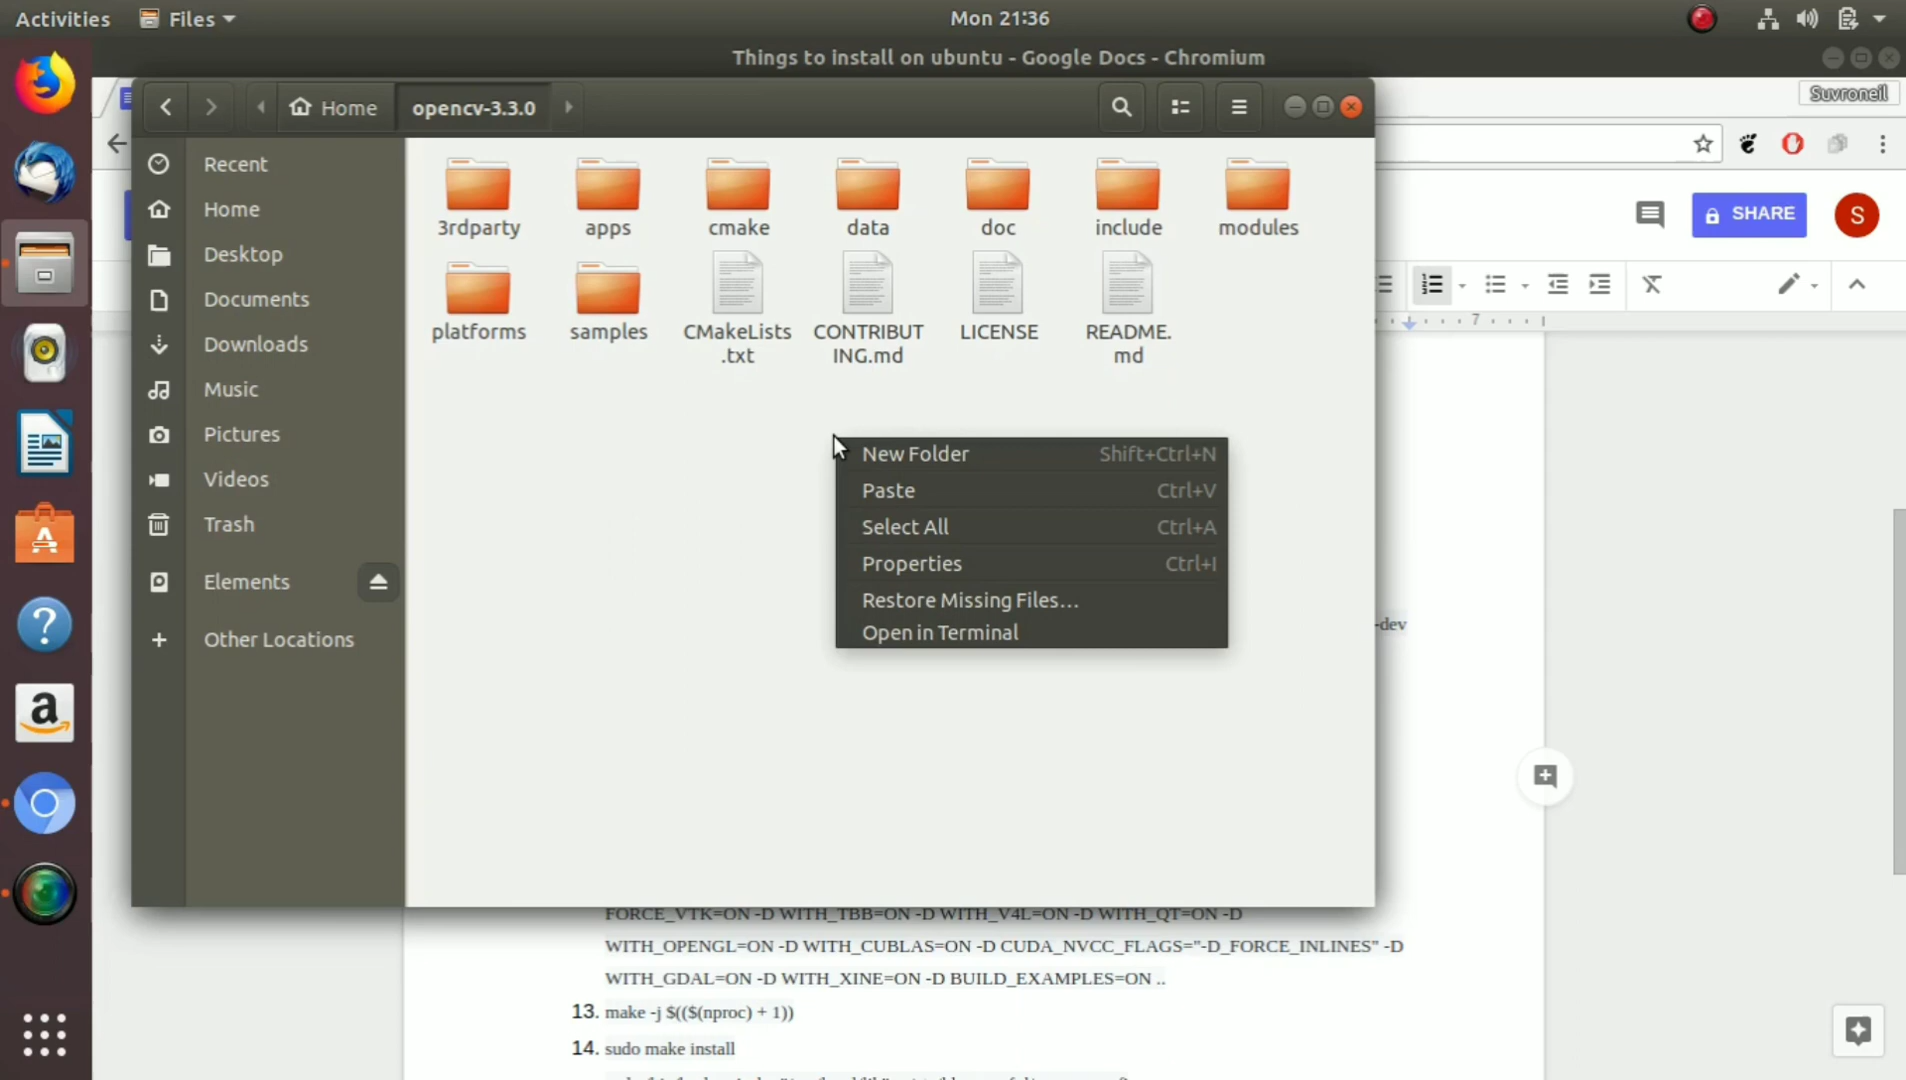 Activities
Files
Mon 21:36
Things to install on ubuntu - Google Docs - Chromium
Suvroneil
Home
opencv-3.3.0
SHARE
S
7
Recent
Home
Desktop
Documents
Downloads
Music
Pictures
Videos
Trash
Elements
Other Locations
3rdparty
apps
cmake
data
doc
include
modules
platforms
samples
CMakeLists
.txt
CONTRIBUT
ING.md
LICENSE
README.
md
New Folder Shift+Ctrl+N
Paste Ctrl+V
Select All Ctrl+A
Properties Ctrl+I
Restore Missing Files…
Open in Terminal
-dev
FORCE_VTK=ON -D WITH_TBB=ON -D WITH_V4L=ON -D WITH_QT=ON -D
WITH_OPENGL=ON -D WITH_CUBLAS=ON -D CUDA_NVCC_FLAGS="-D_FORCE_INLINES" -D
WITH_GDAL=ON -D WITH_XINE=ON -D BUILD_EXAMPLES=ON ..
13. make -j $(($(nproc) + 1))
14. sudo make install